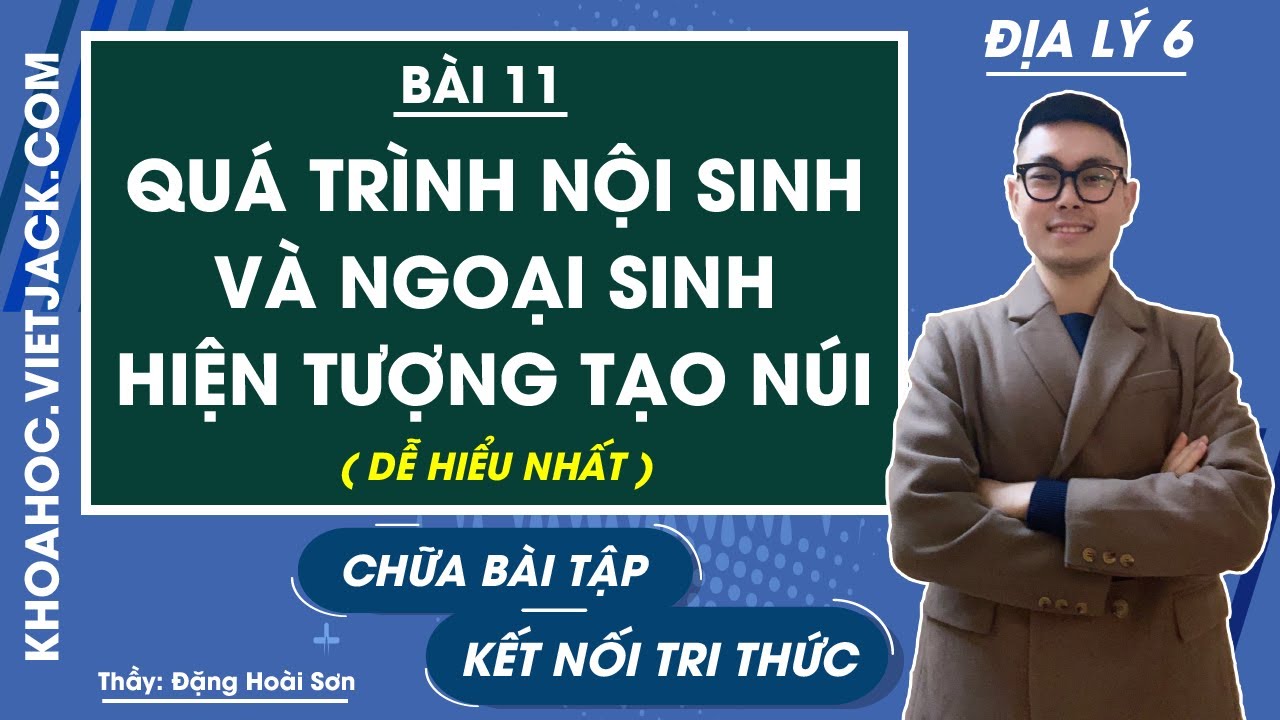 ĐỊA LÝ 6
BÀI 11
QUÁ TRÌNH NỘI SINH
VÀ NGOẠI SINH
HIỆN TƯỢNG TẠO NÚI
( DỄ HIỂU NHẤT )
CHỮA BÀI TẬP
KẾT NỐI TRI THỨC
Thầy: Đặng Hoài Sơn
KHOAHOC.VIETJACK.COM